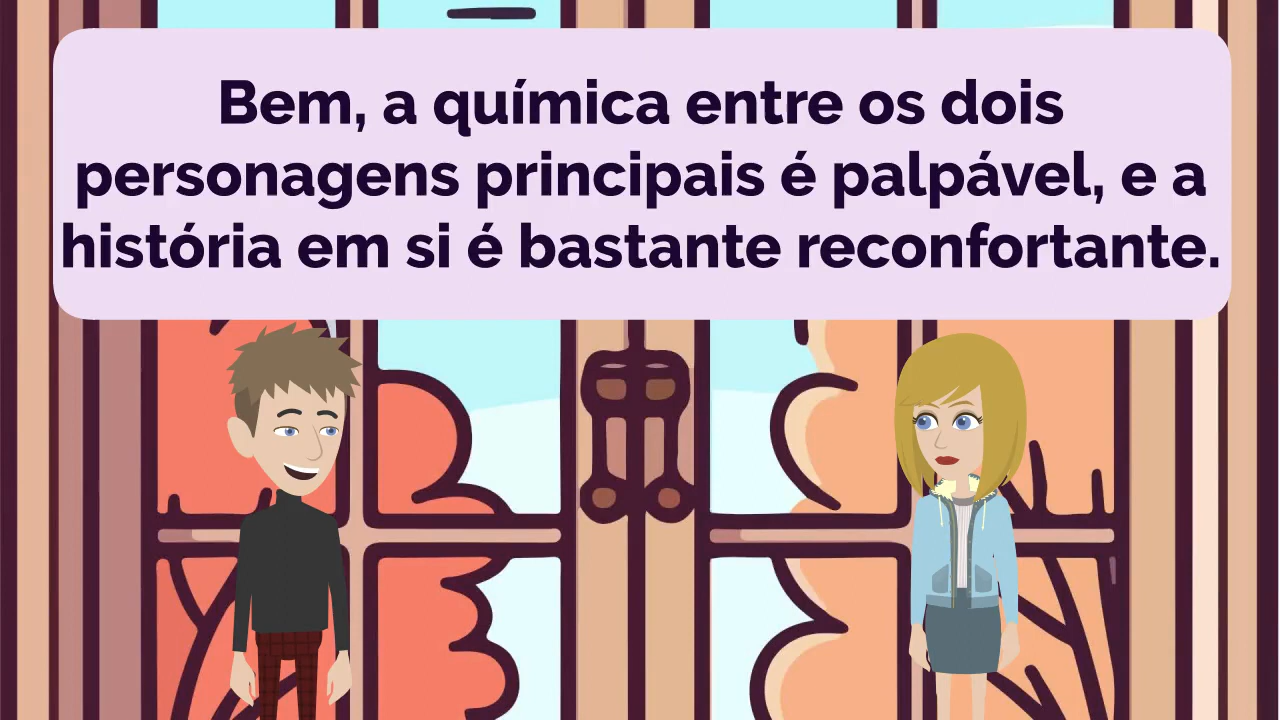 Bem, a química entre os dois
personagens principais é palpável, e a
história em si é bastante reconfortante.